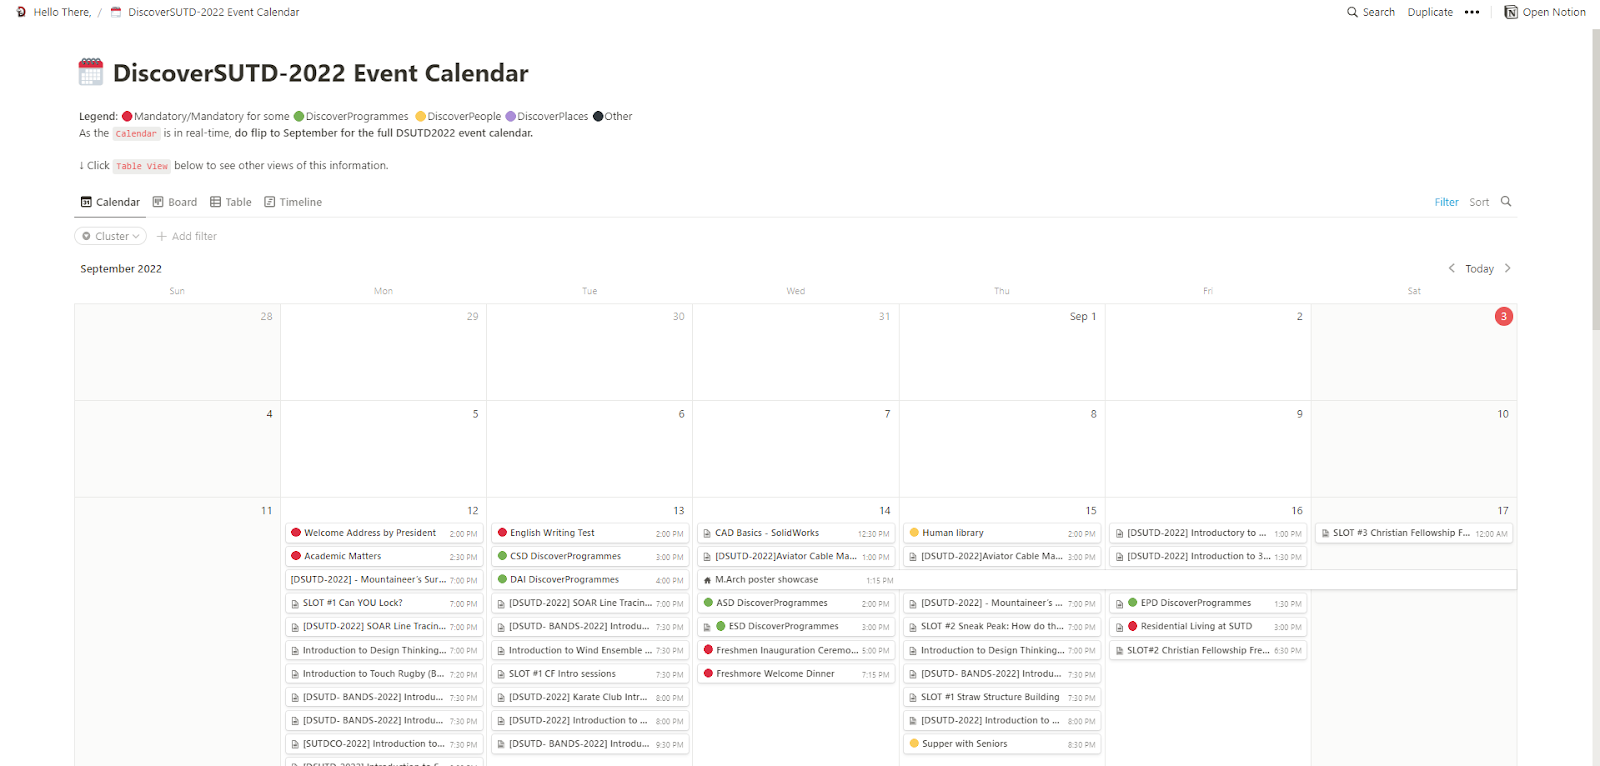 Hello There, / DiscoverSUTD-2022 Event Calendar
Search Duplicate ••• Open Notion
DiscoverSUTD-2022 Event Calendar
Legend: Mandatory/Mandatory for some DiscoverProgrammes DiscoverPeople DiscoverPlaces Other
As the Calendar is in real-time, do flip to September for the full DSUTD2022 event calendar.
↓ Click Table View below to see other views of this information.
Calendar Board Table Timeline
Filter Sort
Cluster + Add filter
September 2022
< Today >
Sun Mon Tue Wed Thu Fri Sat
28 29 30 31 Sep 1 2 3
4 5 6 7 8 9 10
11 12 13 14 15 16 17
Welcome Address by President 2:00 PM
Academic Matters 2:30 PM
[DSUTD-2022] - Mountaineer's Sur... 7:00 PM
SLOT #1 Can YOU Lock? 7:00 PM
[DSUTD-2022] SOAR Line Tracin... 7:00 PM
Introduction to Design Thinking... 7:00 PM
Introduction to Touch Rugby (B... 7:20 PM
[DSUTD- BANDS-2022] Introdu... 7:30 PM
[DSUTD- BANDS-2022] Introdu... 7:30 PM
[SUTDCO-2022] Introduction to... 7:30 PM
English Writing Test 2:00 PM
CSD DiscoverProgrammes 3:00 PM
DAI DiscoverProgrammes 4:00 PM
[DSUTD-2022] SOAR Line Tracin... 7:00 PM
[DSUTD- BANDS-2022] Introdu... 7:30 PM
Introduction to Wind Ensemble ... 7:30 PM
SLOT #1 CF Intro sessions 7:30 PM
[DSUTD-2022] Karate Club Intr... 8:00 PM
[DSUTD-2022] Introduction to ... 8:00 PM
[DSUTD- BANDS-2022] Introdu... 9:30 PM
CAD Basics - SolidWorks 12:30 PM
[DSUTD-2022]Aviator Cable Ma... 1:00 PM
M.Arch poster showcase 1:15 PM
ASD DiscoverProgrammes 2:00 PM
ESD DiscoverProgrammes 3:00 PM
Freshmen Inauguration Ceremo... 5:00 PM
Freshmore Welcome Dinner 7:15 PM
Human library 2:00 PM
[DSUTD-2022]Aviator Cable Ma... 3:00 PM
[DSUTD-2022] - Mountaineer's ... 7:00 PM
SLOT #2 Sneak Peak: How do th... 7:00 PM
Introduction to Design Thinking... 7:00 PM
[DSUTD- BANDS-2022] Introdu... 7:30 PM
SLOT #1 Straw Structure Building 7:30 PM
[DSUTD-2022] Introduction to ... 8:00 PM
Supper with Seniors 8:30 PM
[DSUTD-2022] Introductory to ... 1:00 PM
[DSUTD-2022] Introduction to 3... 1:30 PM
EPD DiscoverProgrammes 1:30 PM
Residential Living at SUTD 3:00 PM
SLOT#2 Christian Fellowship Fre... 6:30 PM
SLOT #3 Christian Fellowship F... 12:00 AM